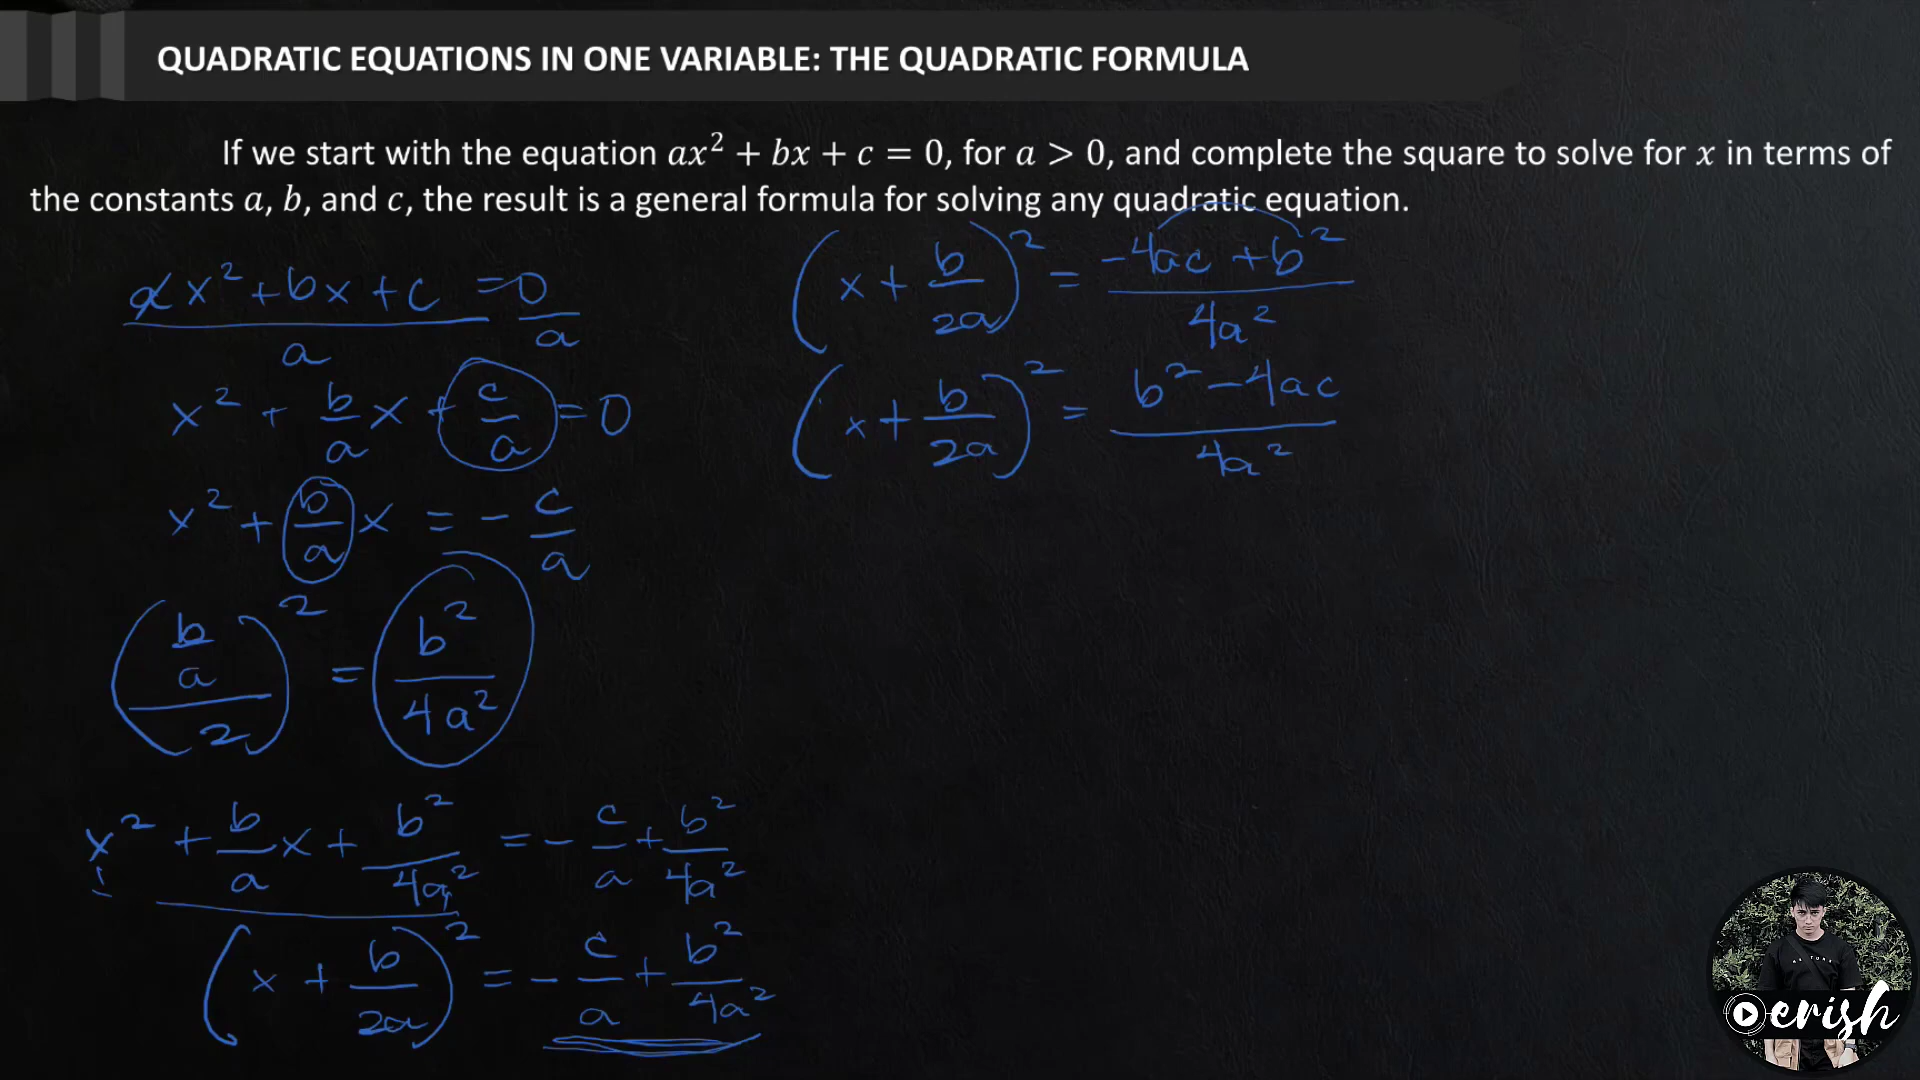 QUADRATIC EQUATIONS IN ONE VARIABLE: THE QUADRATIC FORMULA
If we start with the equation ax² + bx + c = 0, for a > 0, and complete the square to solve for x in terms of
the constants a, b, and c, the result is a general formula for solving any quadratic equation.
(ax² + bx + c)/a = 0/a
x² + b/a x + c/a = 0
x² + b/a x = - c/a
((b/a)/2)² = b²/4a²
x² + b/a x + b²/4a² = - c/a + b²/4a²
(x + b/2a)² = - c/a + b²/4a²
(x + b/2a)² = (-4ac + b²)/4a²
(x + b/2a)² = (b² - 4ac)/4a²
erish